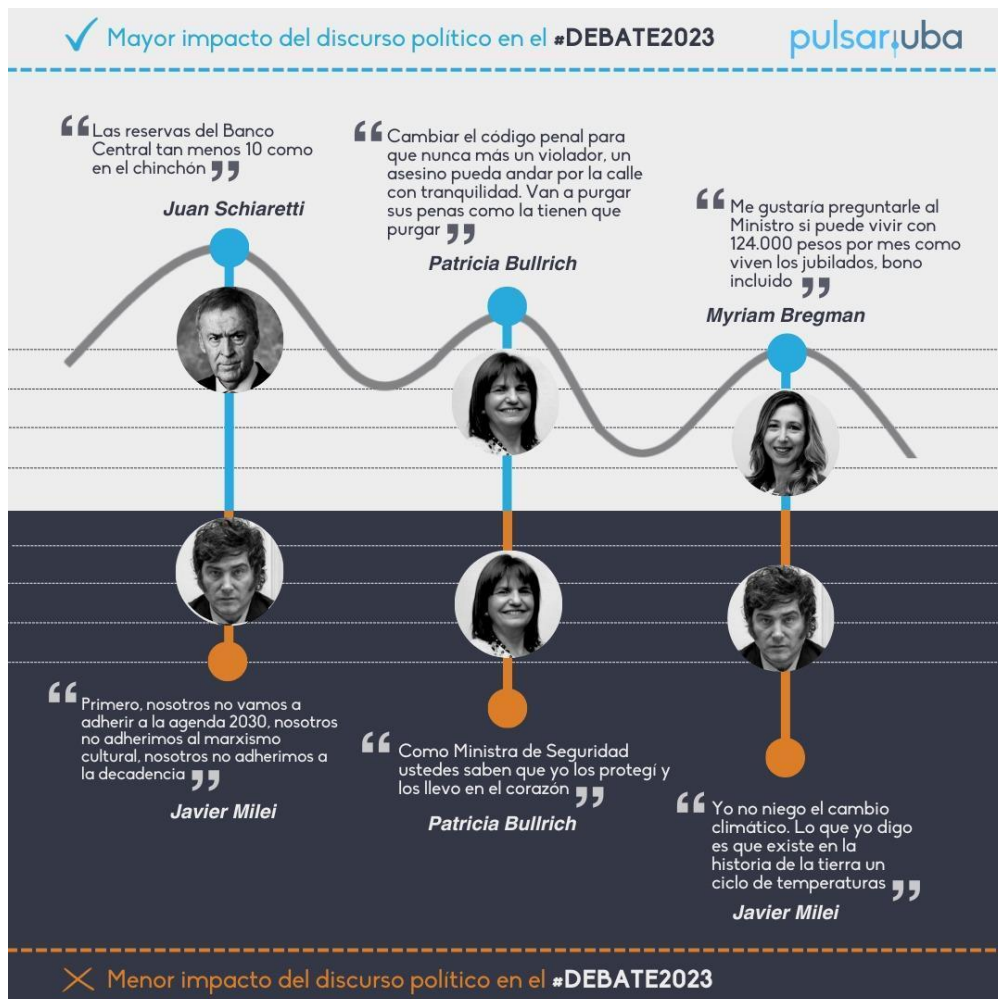 Mayor impacto del discurso político en el #DEBATE2023
pulsar.uba
“Las reservas del Banco
Central tan menos 10 como
en el chinchón”
Juan Schiaretti
“Cambiar el código penal para
que nunca más un violador, un
asesino pueda andar por la calle
con tranquilidad. Van a purgar
sus penas como la tienen que
purgar”
Patricia Bullrich
“Me gustaría preguntarle al
Ministro si puede vivir con
124.000 pesos por mes como
viven los jubilados, bono
incluido”
Myriam Bregman
“Primero, nosotros no vamos a
adherir a la agenda 2030, nosotros
no adherimos al marxismo
cultural, nosotros no adherimos a
la decadencia”
Javier Milei
“Como Ministra de Seguridad
ustedes saben que yo los protegí y
los llevo en el corazón”
Patricia Bullrich
“Yo no niego el cambio
climático. Lo que yo digo
es que existe en la
historia de la tierra un
ciclo de temperaturas”
Javier Milei
Menor impacto del discurso político en el #DEBATE2023